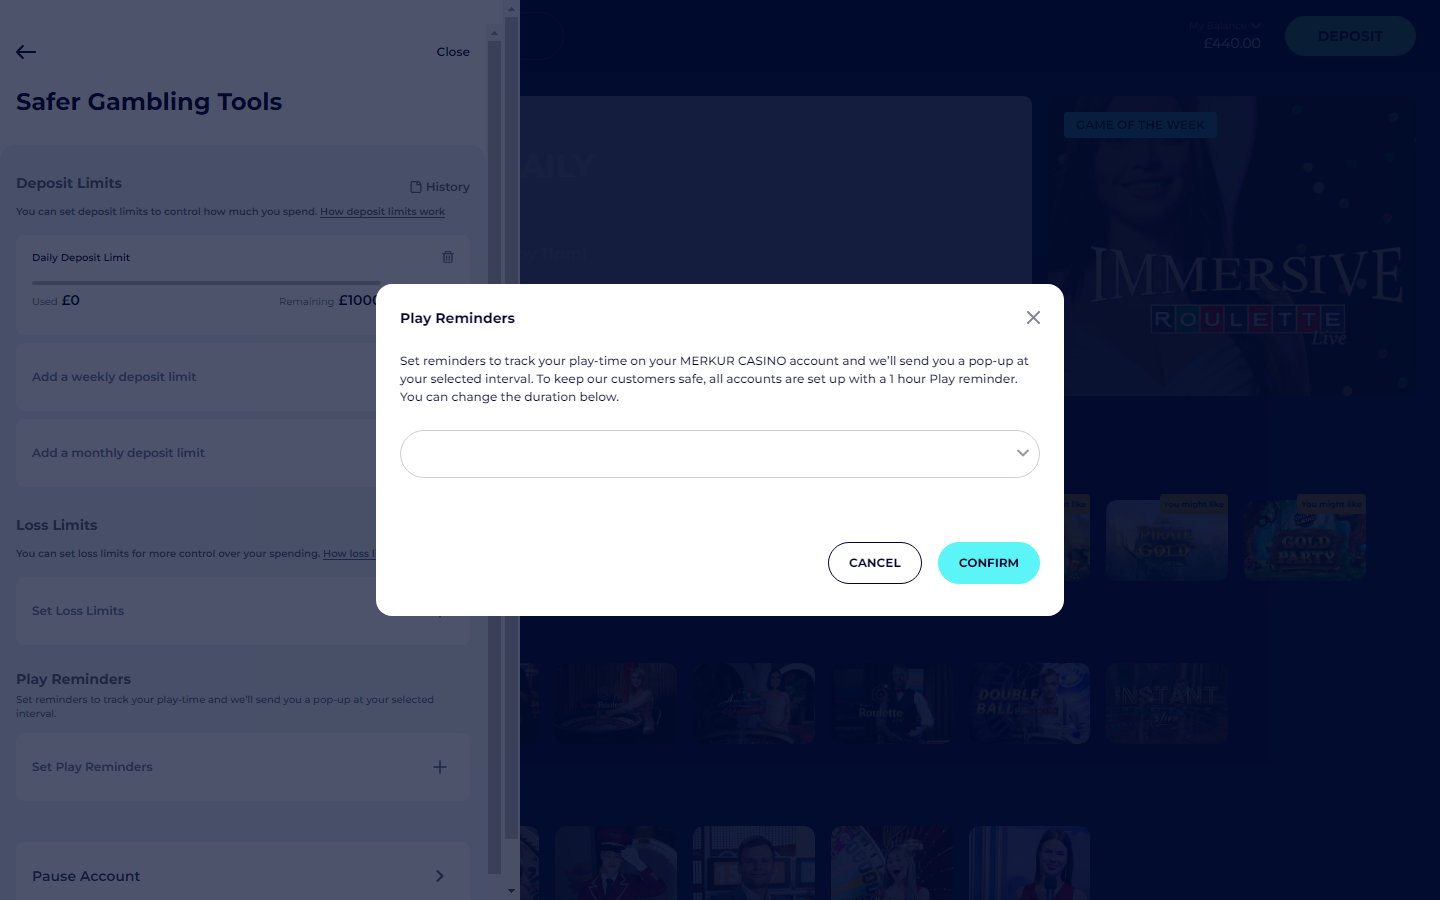 Close
My Balance
£440.00
DEPOSIT
Safer Gambling Tools
Deposit Limits
History
You can set deposit limits to control how much you spend. How deposit limits work
Daily Deposit Limit
Used £0
Remaining £1000
Add a weekly deposit limit
Add a monthly deposit limit
Loss Limits
You can set loss limits for more control over your spending. How loss
Set Loss Limits
Play Reminders
Set reminders to track your play-time and we'll send you a pop-up at your selected
interval.
Set Play Reminders
Pause Account
Play Reminders
Set reminders to track your play-time on your MERKUR CASINO account and we'll send you a pop-up at
your selected interval. To keep our customers safe, all accounts are set up with a 1 hour Play reminder.
You can change the duration below.
CANCEL
CONFIRM
GAME OF THE WEEK
IMMERSIVE
ROULETTE
Live
like
You might like
You might like
PIRATE
GOLD
GOLD
PARTY
Roulette
DOUBLE
BALL
INSTANT